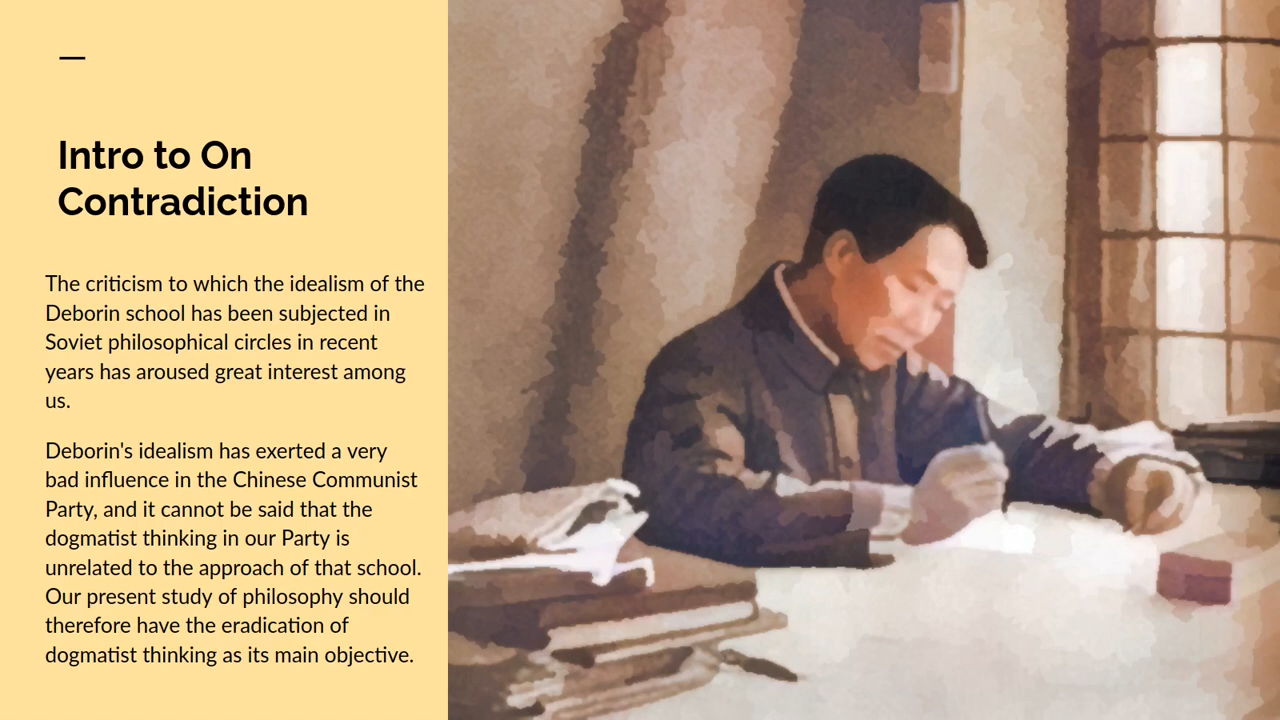 Intro to On
Contradiction
The criticism to which the idealism of the
Deborin school has been subjected in
Soviet philosophical circles in recent
years has aroused great interest among
us.
Deborin's idealism has exerted a very
bad influence in the Chinese Communist
Party, and it cannot be said that the
dogmatist thinking in our Party is
unrelated to the approach of that school.
Our present study of philosophy should
therefore have the eradication of
dogmatist thinking as its main objective.